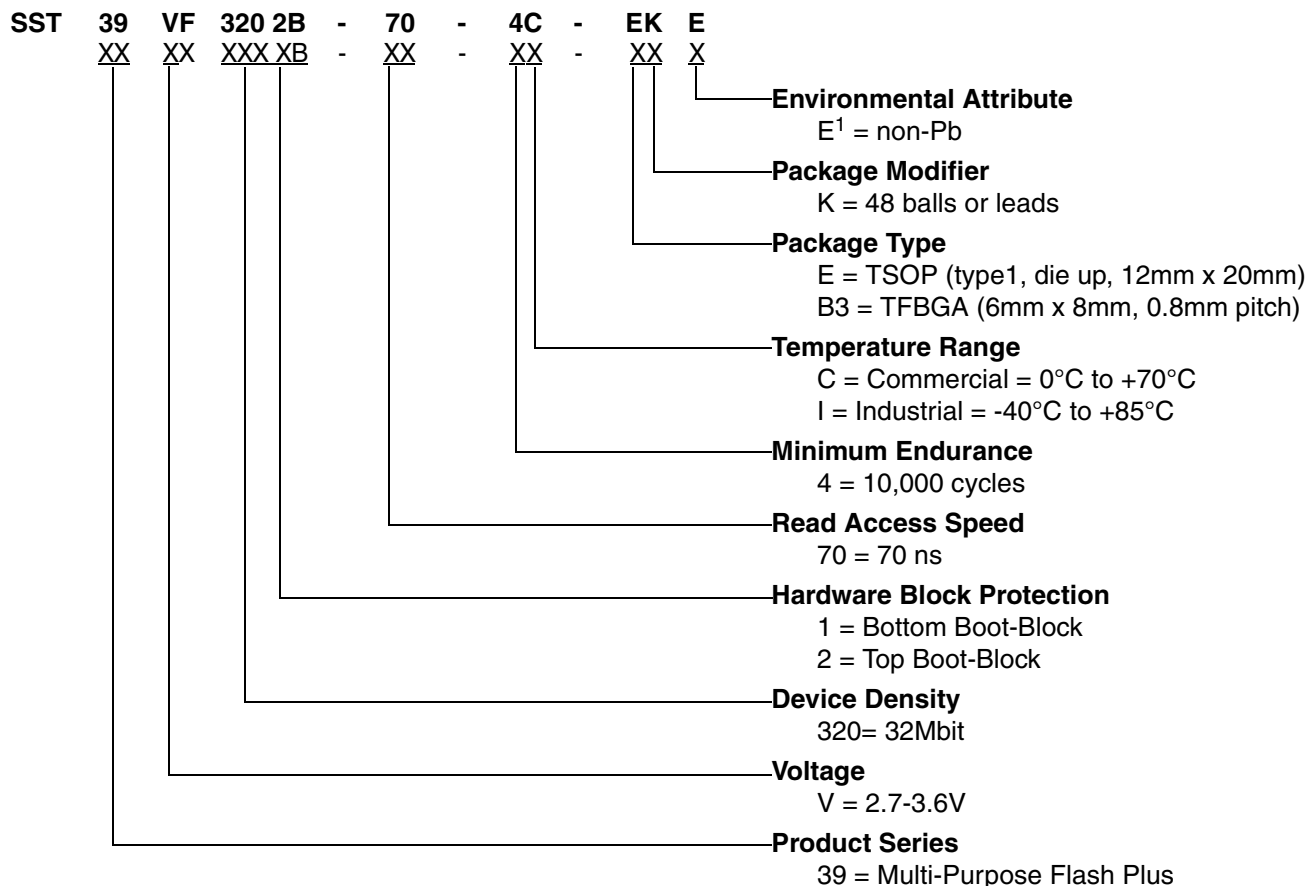 SST 39 VF 320 2B - 70 - 4C - EK E
XX XX XXX XB - XX - XX - XX X
Environmental Attribute
E1 = non-Pb
Package Modifier
K = 48 balls or leads
Package Type
E = TSOP (type1, die up, 12mm x 20mm)
B3 = TFBGA (6mm x 8mm, 0.8mm pitch)
Temperature Range
C = Commercial = 0°C to +70°C
I = Industrial = -40°C to +85°C
Minimum Endurance
4 = 10,000 cycles
Read Access Speed
70 = 70 ns
Hardware Block Protection
1 = Bottom Boot-Block
2 = Top Boot-Block
Device Density
320= 32Mbit
Voltage
V = 2.7-3.6V
Product Series
39 = Multi-Purpose Flash Plus